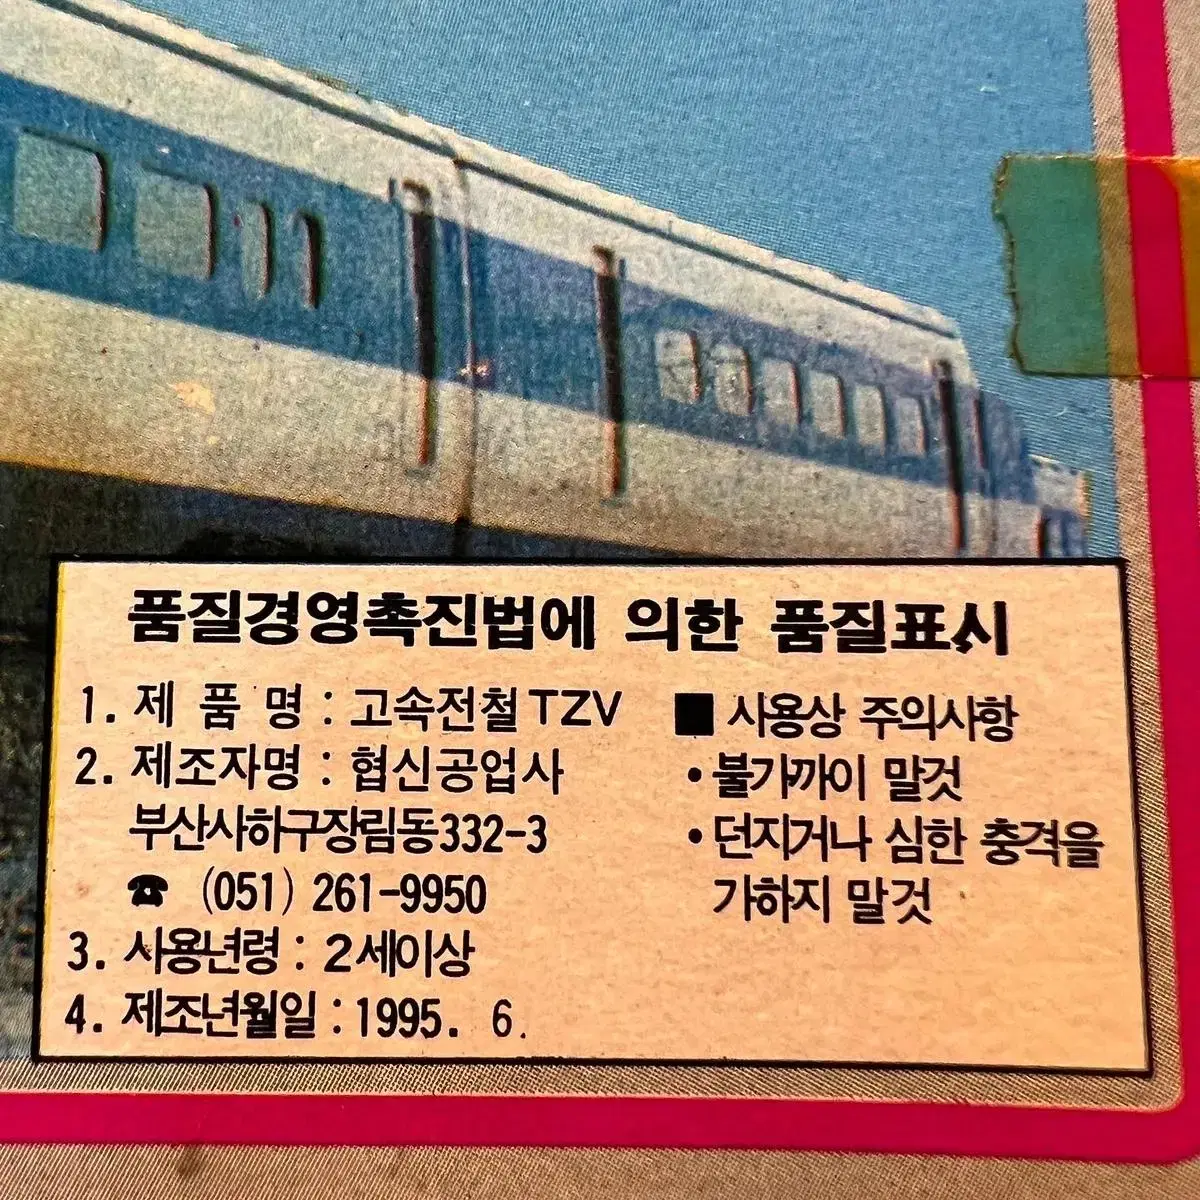 품질경영촉진법에 의한 품질표시
1. 제 품 명 : 고속전철 TZV
2. 제조자명 : 협신공업사
부산사하구장림동332-3
☎ (051) 261-9950
3. 사용년령 : 2세이상
4. 제조년월일 : 1995. 6.
■ 사용상 주의사항
• 불가까이 말것
• 던지거나 심한 충격을
가하지 말것